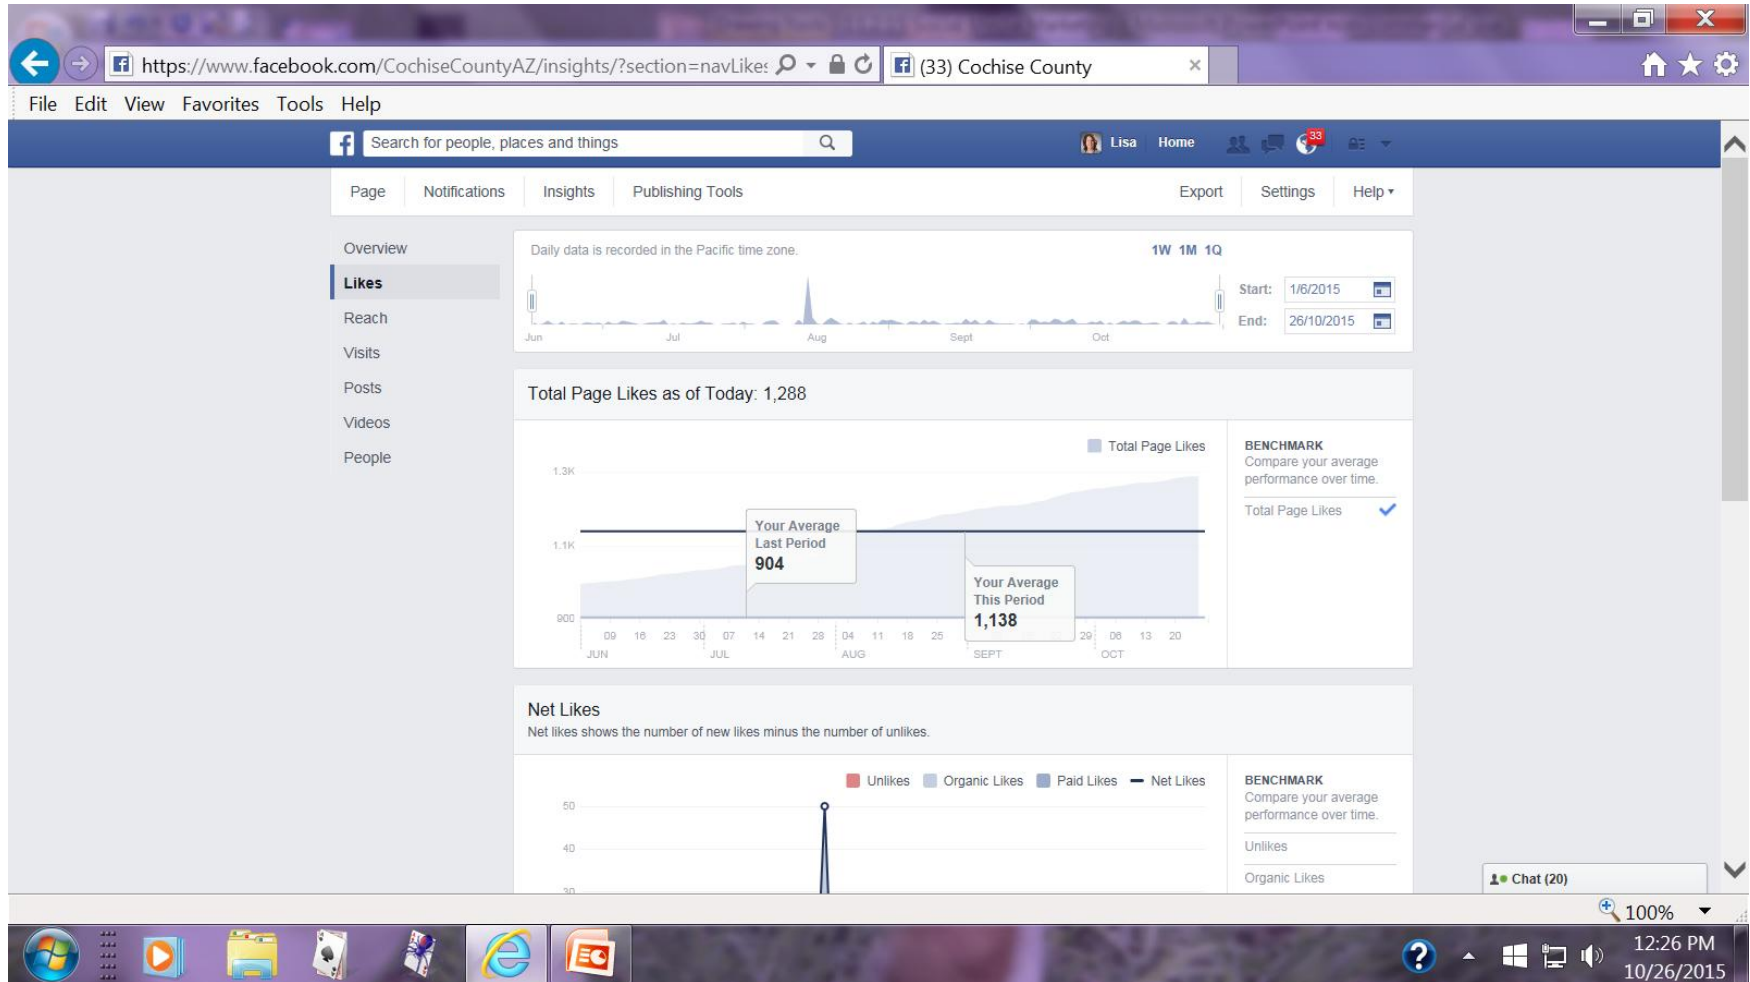 https://www.facebook.com/CochiseCountyAZ/insights/?section=navLikes
(33) Cochise County
File Edit View Favorites Tools Help
Search for people, places and things
Lisa Home 33
Page Notifications Insights Publishing Tools Export Settings Help
Overview
Likes
Reach
Visits
Posts
Videos
People
Daily data is recorded in the Pacific time zone.
1W 1M 1Q
Jun Jul Aug Sept Oct
Start: 1/6/2015
End: 26/10/2015
Total Page Likes as of Today: 1,288
Total Page Likes
1.3K
1.1K
900
Your Average
Last Period
904
Your Average
This Period
1,138
09 16 23 30 07 14 21 28 04 11 18 25 29 06 13 20
JUN JUL AUG SEPT OCT
BENCHMARK
Compare your average
performance over time.
Total Page Likes
Net Likes
Net likes shows the number of new likes minus the number of unlikes.
Unlikes Organic Likes Paid Likes Net Likes
50
40
30
BENCHMARK
Compare your average
performance over time.
Unlikes
Organic Likes
Chat (20)
100%
12:26 PM
10/26/2015